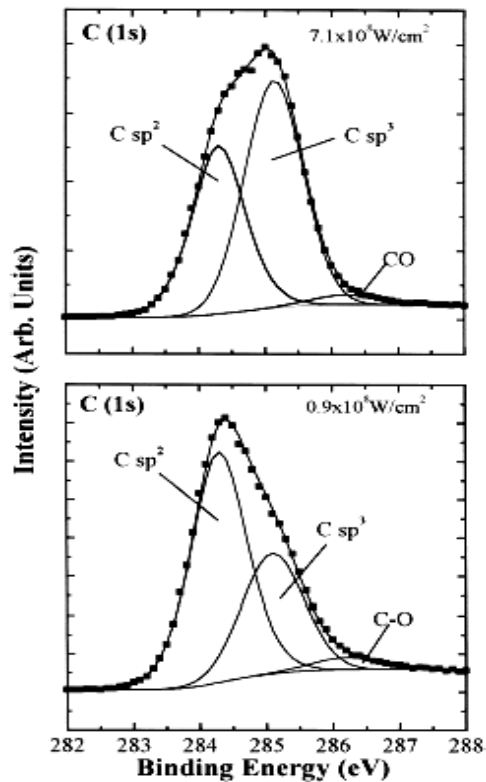 C (1s)
7.1x10⁸W/cm²
C sp²
C sp³
CO
Intensity (Arb. Units)
C (1s)
0.9x10⁸W/cm²
C sp²
C sp³
C-O
282 283 284 285 286 287 288
Binding Energy (eV)